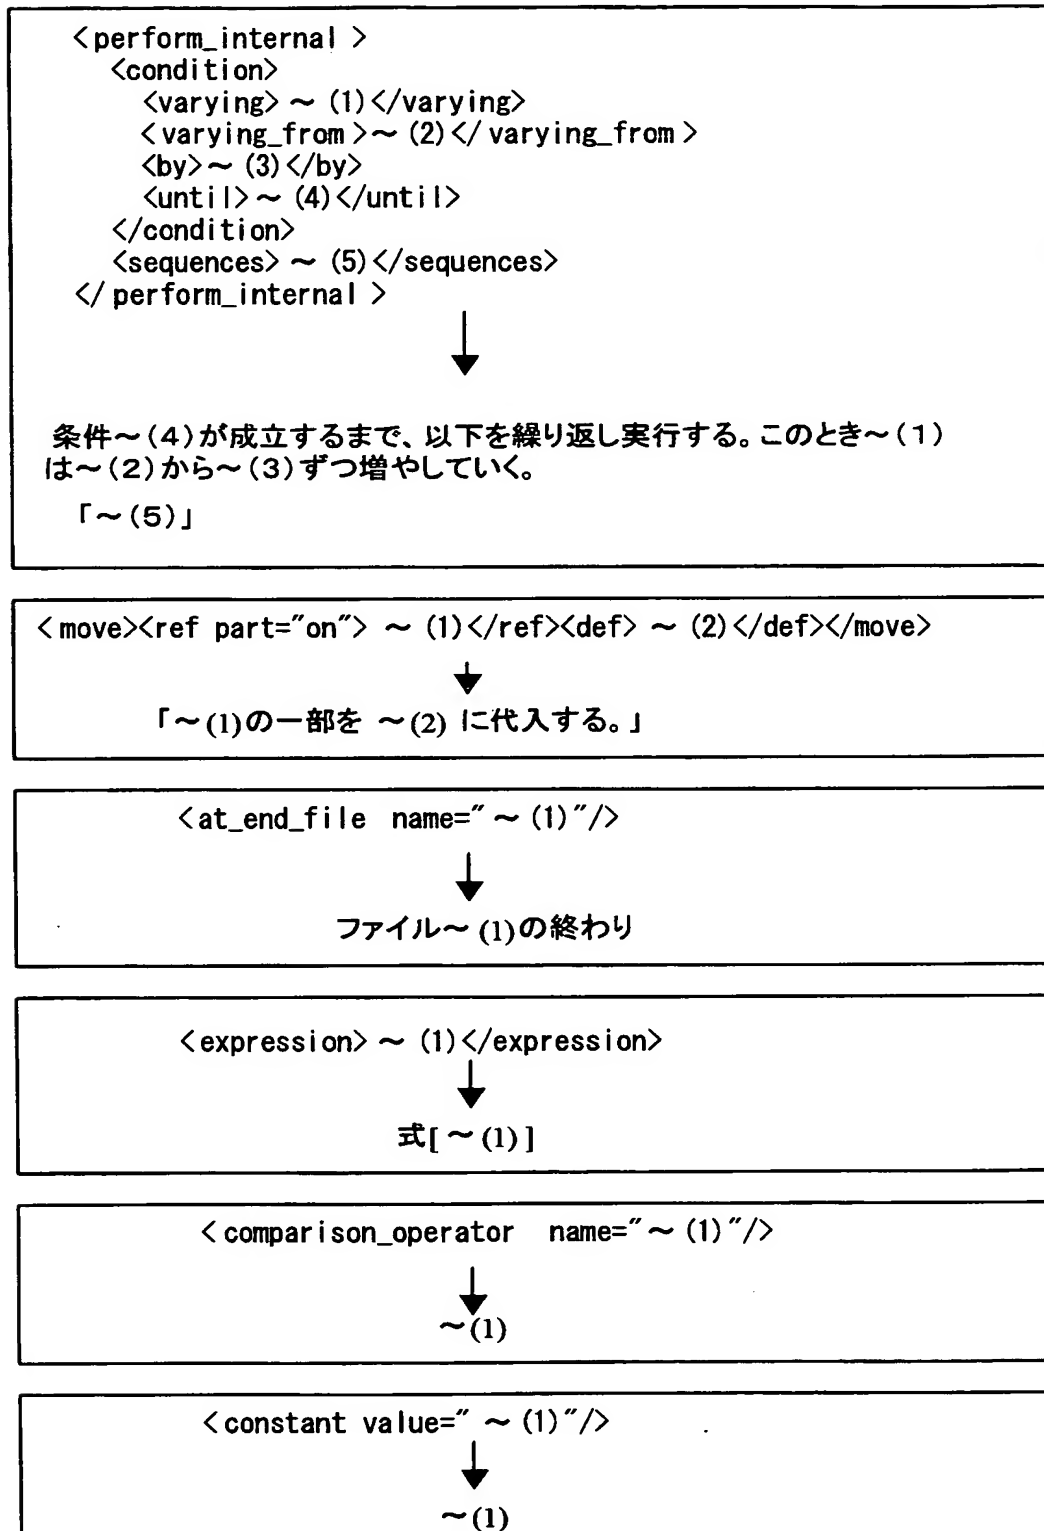 <perform_internal >
<condition>
<varying> ～ (1)</varying>
<varying_from >～ (2)</ varying_from >
<by>～ (3)</by>
<until>～ (4)</until>
</condition>
<sequences> ～ (5)</sequences>
</ perform_internal >
条件～(4)が成立するまで、以下を繰り返し実行する。このとき～(1)
は～(2)から～(3)ずつ増やしていく。
「～(5)」
<move><ref part="on"> ～ (1)</ref><def> ～ (2)</def></move>
「～(1)の一部を ～(2) に代入する。」
<at_end_file name="～ (1)"/>
ファイル～ (1)の終わり
<expression> ～ (1)</expression>
式[ ～ (1) ]
<comparison_operator name="～ (1)"/>
～(1)
<constant value=" ～ (1)"/>
～(1)